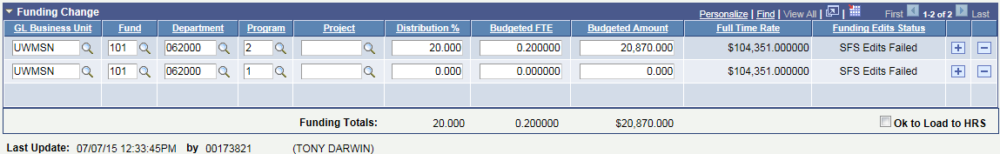 Funding Change Personalize | Find | View All | First 1-2 of 2 Last
GL Business Unit Fund Department Program Project Distribution % Budgeted FTE Budgeted Amount Full Time Rate Funding Edits Status
UWMSN 101 062000 2 20.000 0.200000 20,870.000 $104,351.000000 SFS Edits Failed
UWMSN 101 062000 1 0.000 0.000000 0.000 $104,351.000000 SFS Edits Failed
Funding Totals: 20.000 0.200000 $20,870.000 Ok to Load to HRS
Last Update: 07/07/15 12:33:45PM by 00173821 (TONY DARWIN)